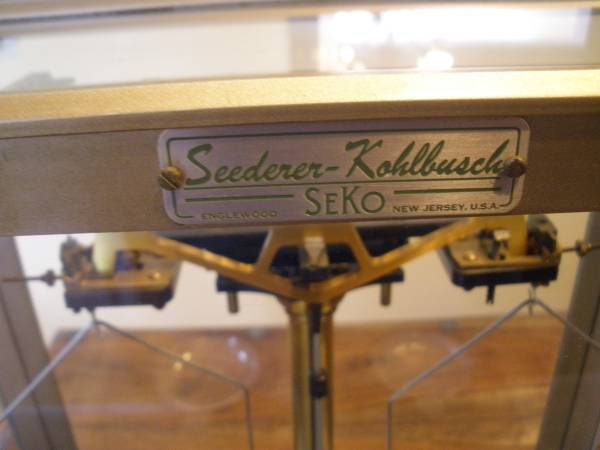 Seederer-Kohlbusch
SEKO
ENGLEWOOD NEW JERSEY, U.S.A.